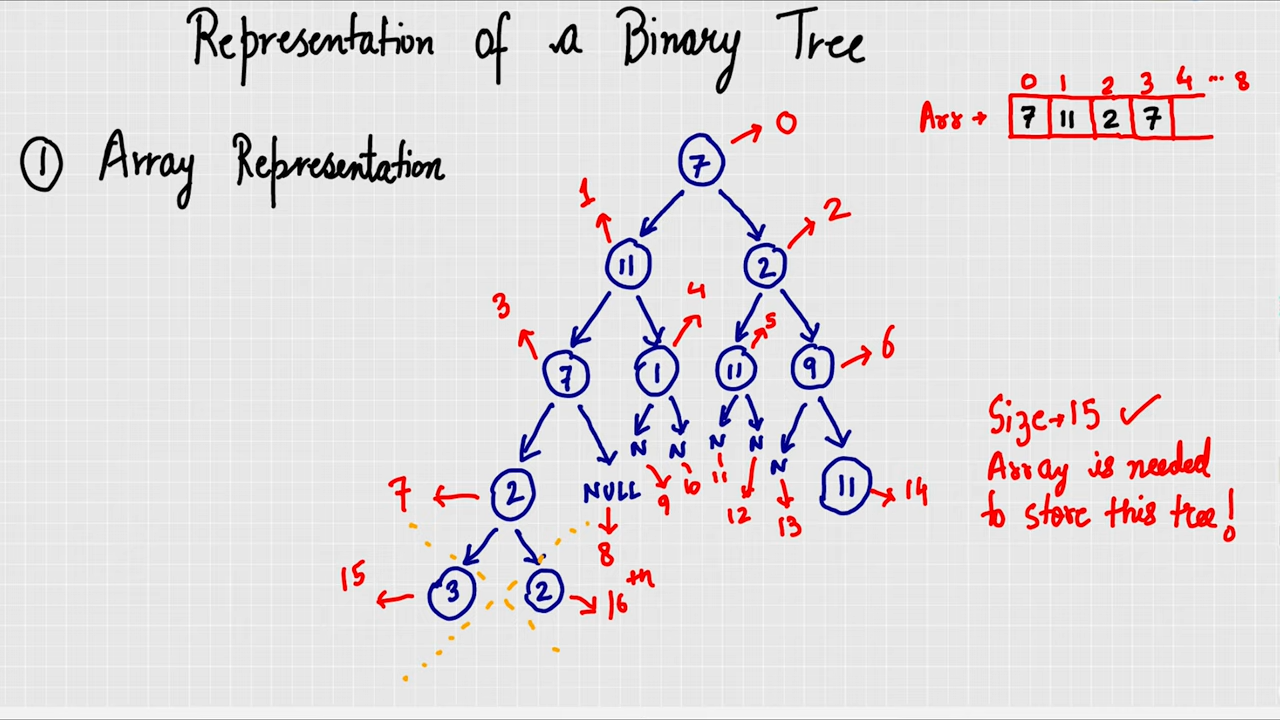 Representation of a Binary Tree
0 1 2 3 4 ... 8
Arr → 7 11 2 7
① Array Representation
7 → 0
1
2
11 2
3 4 5
7 1 11 9 → 6
N N N N N
7 ← 2 NULL 9 10 11 12 13 11 → 14
8
15 ← 3 2 → 16th
Size → 15 ✓
Array is needed
to store this tree!